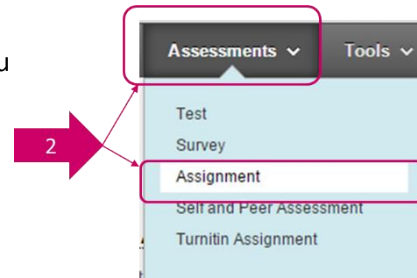 Assessments Tools
u
Test
Survey
2
Assignment
Self and Peer Assessment
Turnitin Assignment